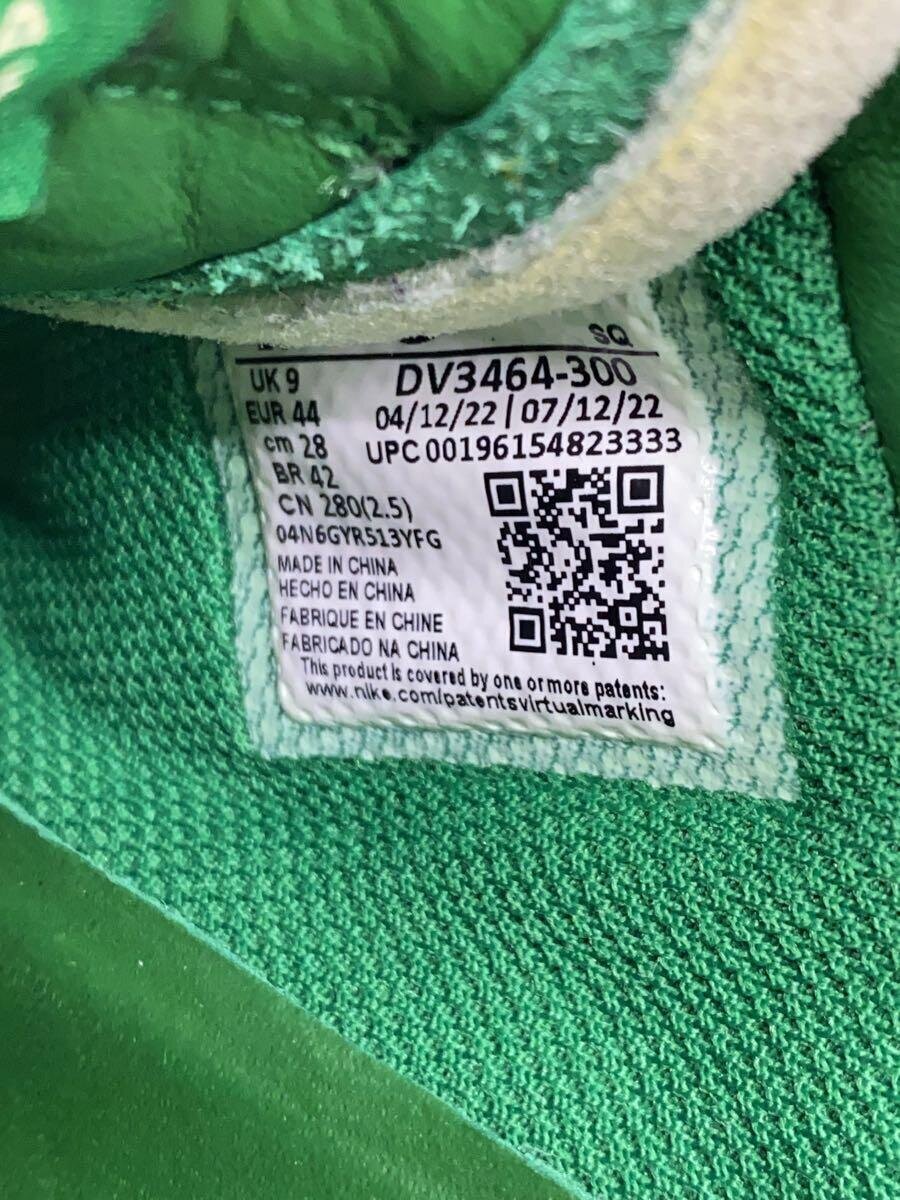 SQ
UK 9
DV3464-300
EUR 44
04/12/22 | 07/12/22
cm 28
UPC 00196154823333
BR 42
CN 280(2.5)
04N6GYR513YFG
MADE IN CHINA
HECHO EN CHINA
FABRIQUE EN CHINE
FABRICADO NA CHINA
This product is covered by one or more patents:
www.nike.com/patentsvirtualmarking